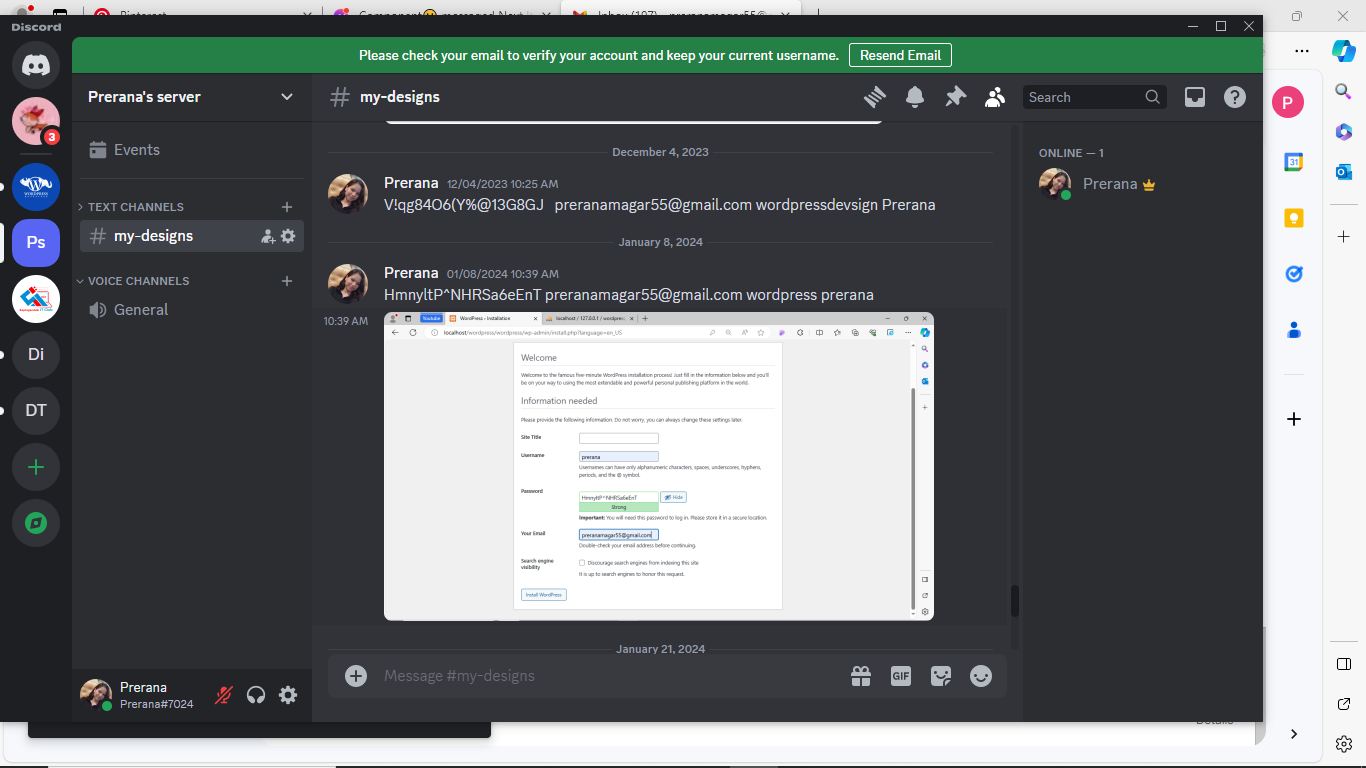 Discord
Please check your email to verify your account and keep your current username.
Resend Email
Prerana's server
my-designs
Search
Events
TEXT CHANNELS
my-designs
VOICE CHANNELS
General
3
WORDPRESS
Ps
Di
DT
December 4, 2023
Prerana 12/04/2023 10:25 AM
V!qg84O6(Y%@13G8GJ preranamagar55@gmail.com wordpressdevsign Prerana
January 8, 2024
Prerana 01/08/2024 10:39 AM
HmnyltP^NHRSa6eEnT preranamagar55@gmail.com wordpress prerana
10:39 AM
Youtube
WordPress › Installation
localhost / 127.0.0.1 / wordpres
localhost/wordpress/wordpress/wp-admin/install.php?language=en_US
Welcome
Welcome to the famous five-minute WordPress installation process! Just fill in the information below and you'll
be on your way to using the most extendable and powerful personal publishing platform in the world.
Information needed
Please provide the following information. Do not worry, you can always change these settings later.
Site Title
Username
prerana
Usernames can have only alphanumeric characters, spaces, underscores, hyphens,
periods, and the @ symbol.
Password
HmnyltP^NHRSa6eEnT
Hide
Strong
Important: You will need this password to log in. Please store it in a secure location.
Your Email
preranamagar55@gmail.com
Double-check your email address before continuing.
Search engine
visibility
Discourage search engines from indexing this site
It is up to search engines to honor this request.
Install WordPress
January 21, 2024
Message #my-designs
GIF
ONLINE — 1
Prerana
Prerana
Prerana#7024
P
31